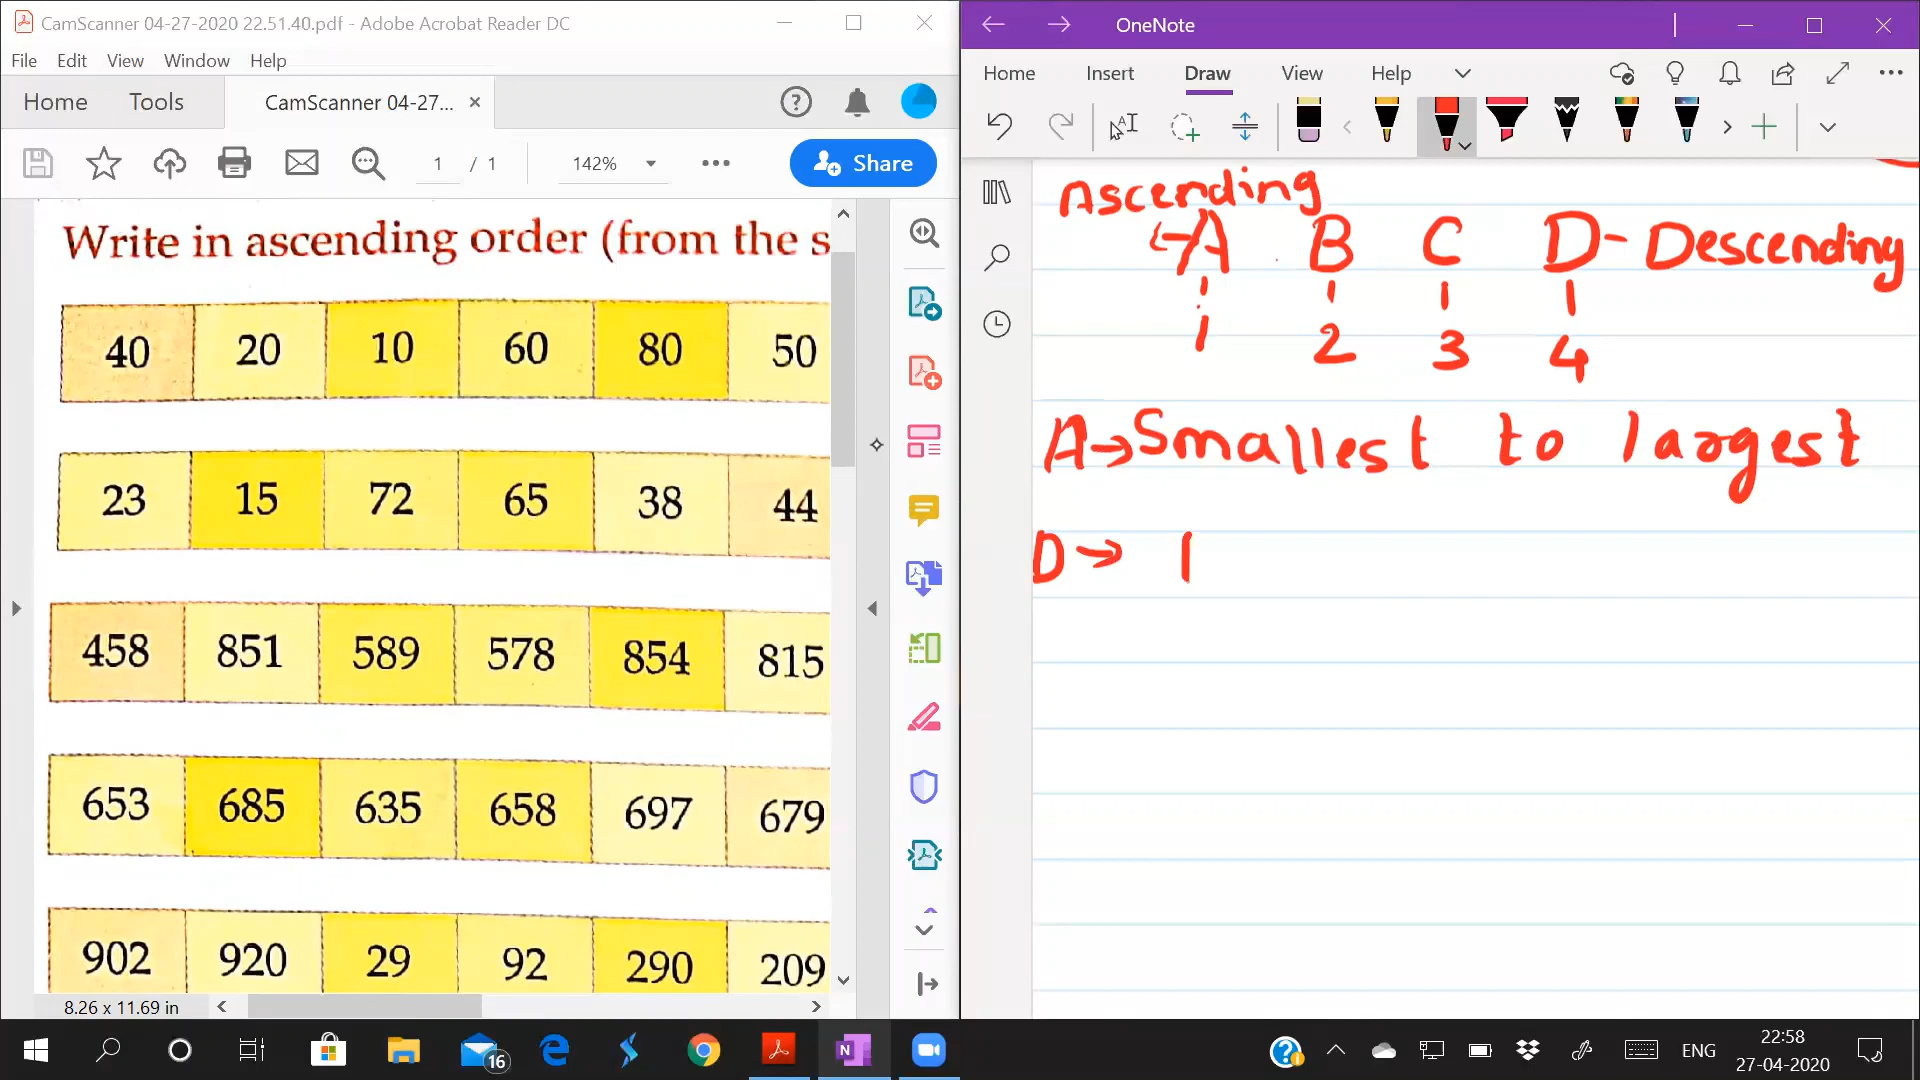 CamScanner 04-27-2020 22.51.40.pdf - Adobe Acrobat Reader DC
File Edit View Window Help
Home Tools CamScanner 04-27... ×
1 / 1 142% Share
Write in ascending order (from the s
40 20 10 60 80 50
23 15 72 65 38 44
458 851 589 578 854 815
653 685 635 658 697 679
902 920 29 92 290 209
8.26 x 11.69 in
OneNote
Home Insert Draw View Help
Ascending
A B C D - Descending
1 2 3 4
A → Smallest to largest
D → l
16
ENG
22:58
27-04-2020